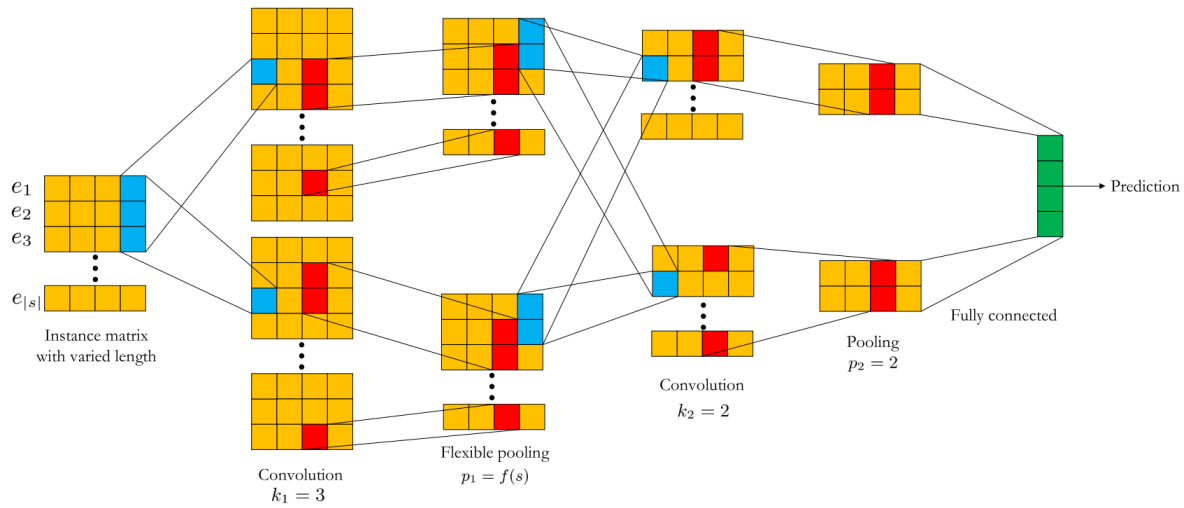 e₁
e₂
e₃
e|s|
Instance matrix
with varied length
Convolution
k₁ = 3
Flexible pooling
p₁ = f(s)
Convolution
k₂ = 2
Pooling
p₂ = 2
Fully connected
Prediction